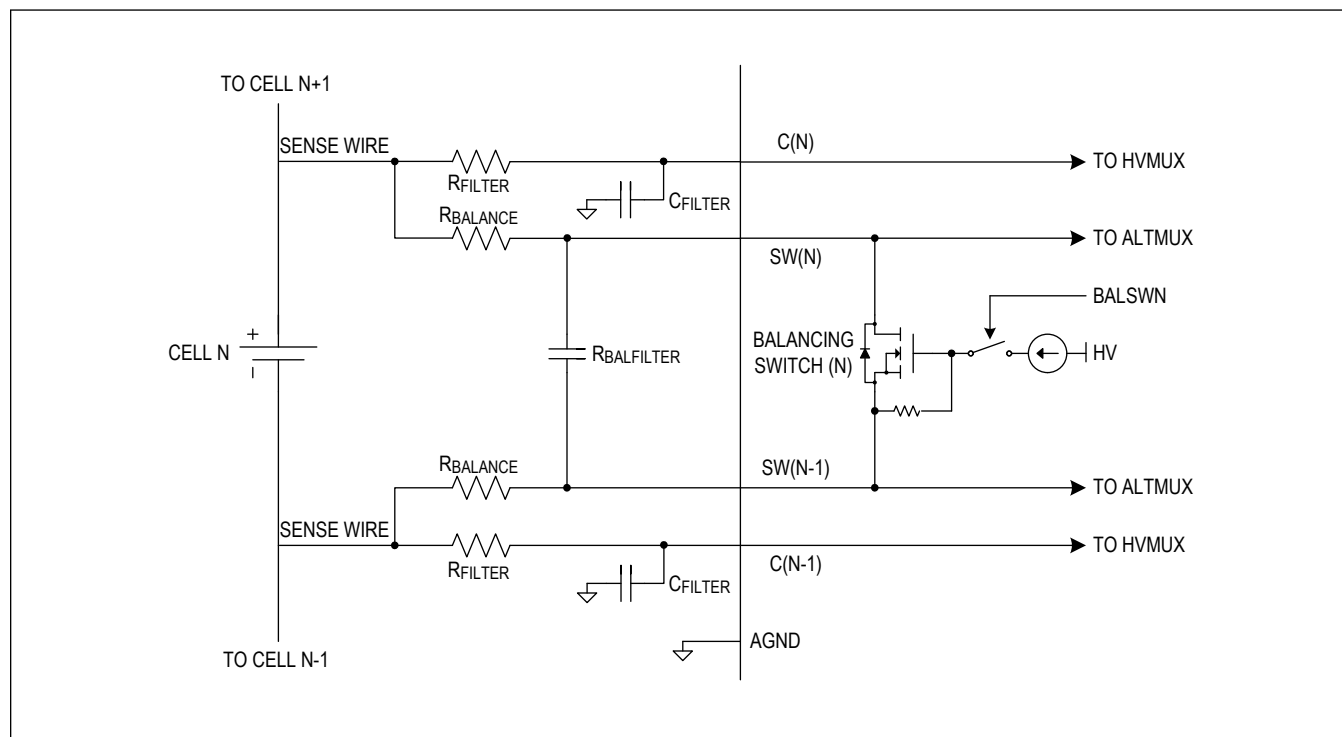 TO CELL N+1
SENSE WIRE
RFILTER
CFILTER
C(N)
TO HVMUX
RBALANCE
SW(N)
TO ALTMUX
BALSWN
+
CELL N
−
RBALFILTER
BALANCING
SWITCH (N)
HV
RBALANCE
SW(N-1)
TO ALTMUX
SENSE WIRE
RFILTER
CFILTER
C(N-1)
TO HVMUX
AGND
TO CELL N-1